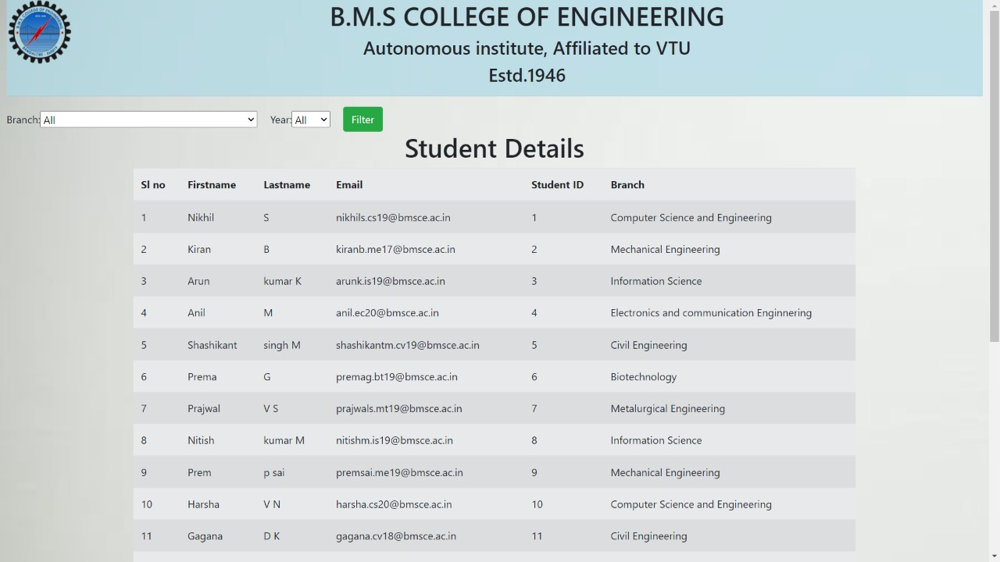 B.M.S COLLEGE OF ENGINEERING
Autonomous institute, Affiliated to VTU
Estd.1946
Branch: All Year: All Filter
Student Details
Sl no Firstname Lastname Email Student ID Branch
1 Nikhil S nikhils.cs19@bmsce.ac.in 1 Computer Science and Engineering
2 Kiran B kiranb.me17@bmsce.ac.in 2 Mechanical Engineering
3 Arun kumar K arunk.is19@bmsce.ac.in 3 Information Science
4 Anil M anil.ec20@bmsce.ac.in 4 Electronics and communication Enginnering
5 Shashikant singh M shashikantm.cv19@bmsce.ac.in 5 Civil Engineering
6 Prema G premag.bt19@bmsce.ac.in 6 Biotechnology
7 Prajwal V S prajwals.mt19@bmsce.ac.in 7 Metalurgical Engineering
8 Nitish kumar M nitishm.is19@bmsce.ac.in 8 Information Science
9 Prem p sai premsai.me19@bmsce.ac.in 9 Mechanical Engineering
10 Harsha V N harsha.cs20@bmsce.ac.in 10 Computer Science and Engineering
11 Gagana D K gagana.cv18@bmsce.ac.in 11 Civil Engineering